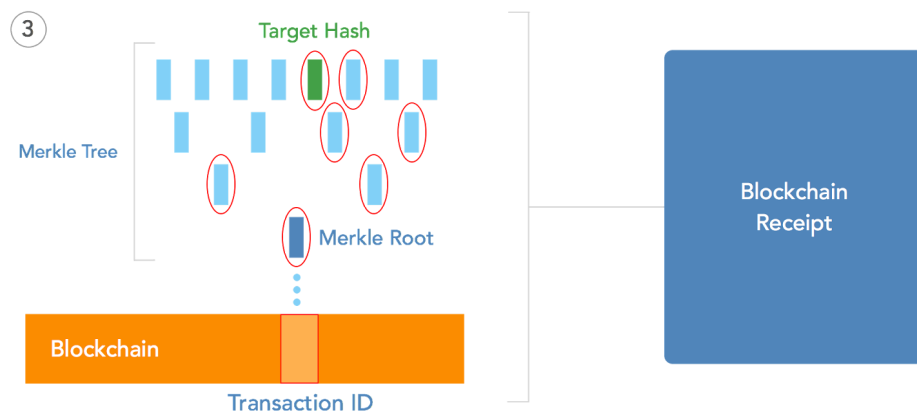 3
Target Hash
Merkle Tree
Merkle Root
Blockchain
Transaction ID
Blockchain
Receipt